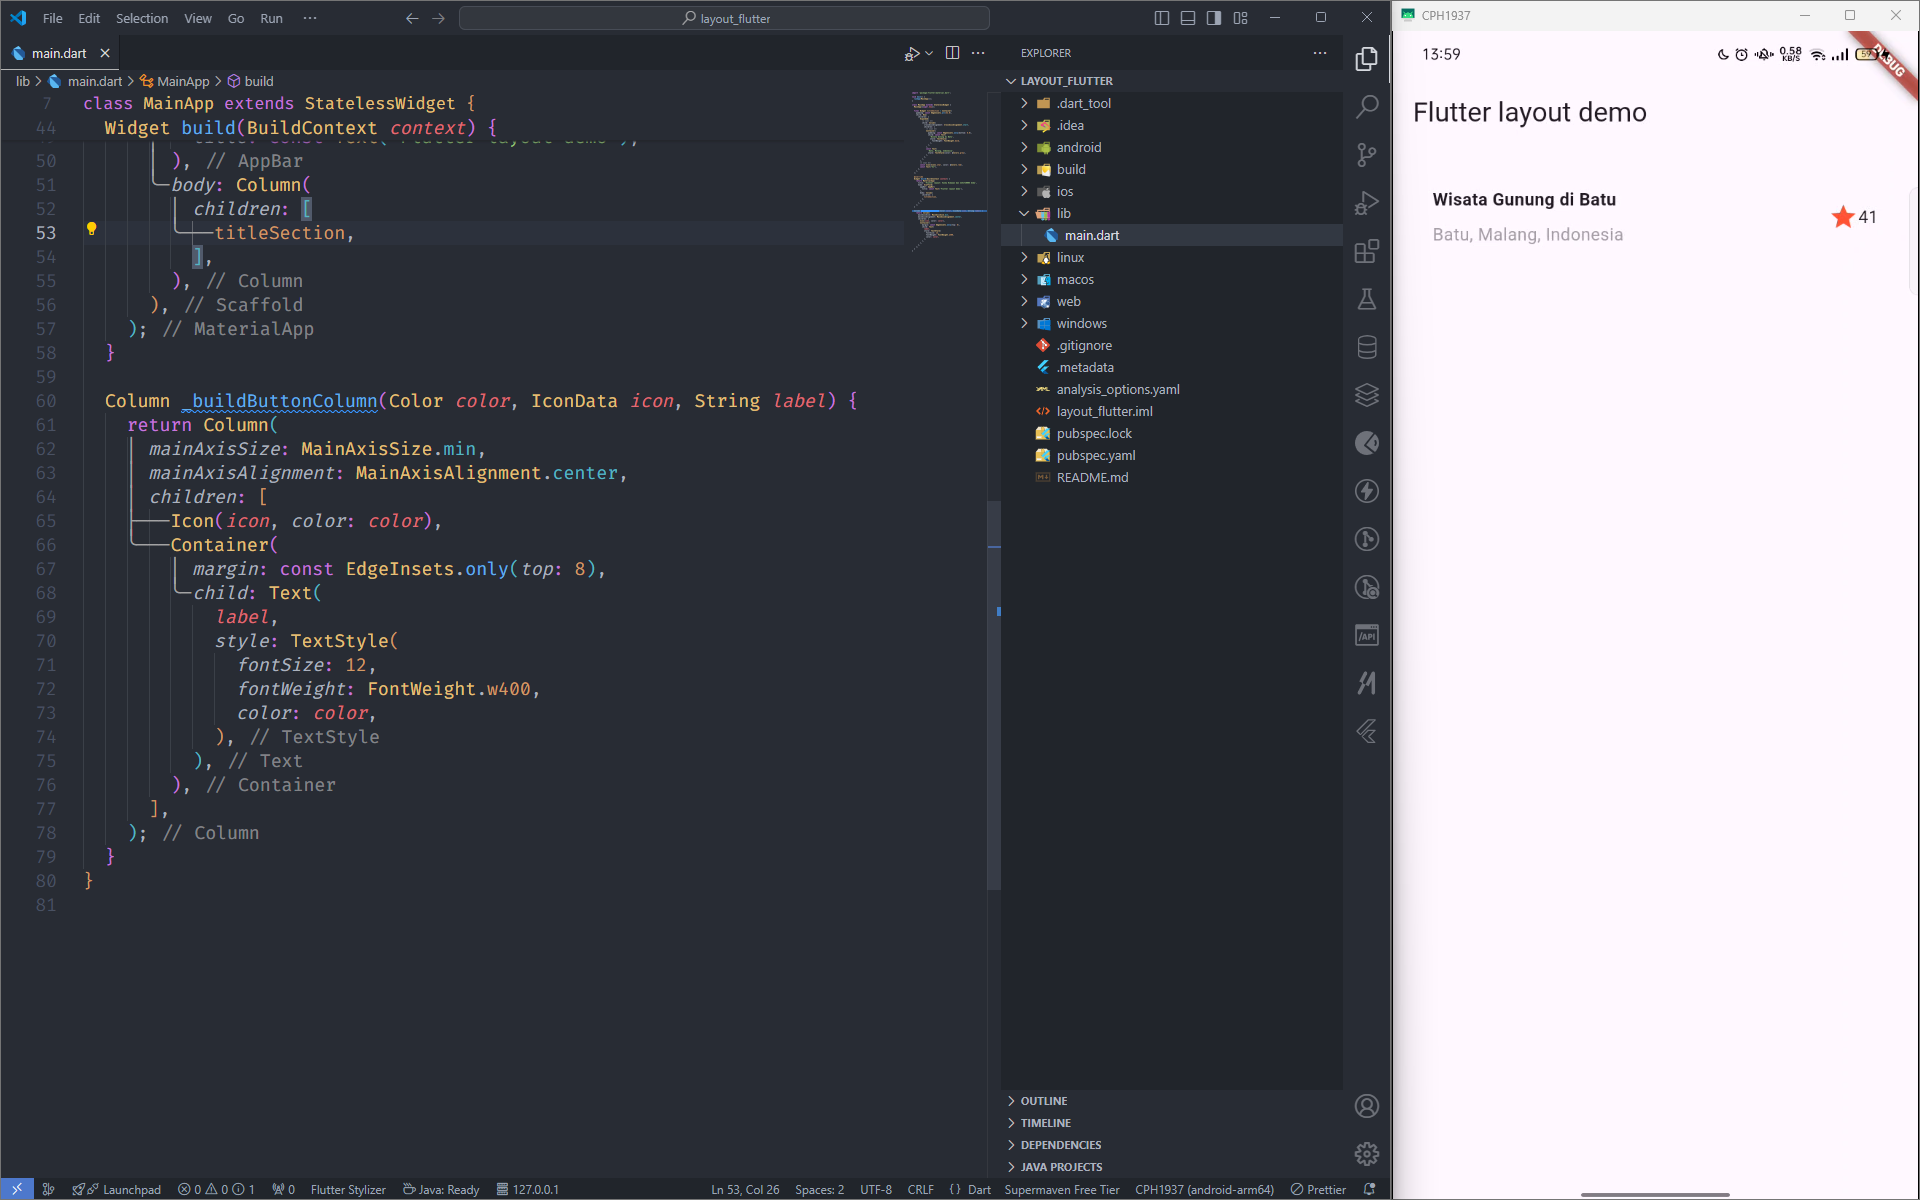 File Edit Selection View Go Run ··· layout_flutter
main.dart
lib > main.dart > MainApp > build
7 class MainApp extends StatelessWidget {
44 Widget build(BuildContext context) {
50 ), // AppBar
51 body: Column(
52 children: [
53 titleSection,
54 ],
55 ), // Column
56 ), // Scaffold
57 ); // MaterialApp
58 }
59
60 Column _buildButtonColumn(Color color, IconData icon, String label) {
61 return Column(
62 mainAxisSize: MainAxisSize.min,
63 mainAxisAlignment: MainAxisAlignment.center,
64 children: [
65 Icon(icon, color: color),
66 Container(
67 margin: const EdgeInsets.only(top: 8),
68 child: Text(
69 label,
70 style: TextStyle(
71 fontSize: 12,
72 fontWeight: FontWeight.w400,
73 color: color,
74 ), // TextStyle
75 ), // Text
76 ), // Container
77 ],
78 ); // Column
79 }
80 }
81
EXPLORER
LAYOUT_FLUTTER
.dart_tool
.idea
android
build
ios
lib
main.dart
linux
macos
web
windows
.gitignore
.metadata
analysis_options.yaml
layout_flutter.iml
pubspec.lock
pubspec.yaml
README.md
OUTLINE
TIMELINE
DEPENDENCIES
JAVA PROJECTS
/API
Launchpad 0 0 1 0 Flutter Stylizer Java: Ready 127.0.0.1 Ln 53, Col 26 Spaces: 2 UTF-8 CRLF { } Dart Supermaven Free Tier CPH1937 (android-arm64) Prettier
CPH1937
13:59 0.58 KB/S 59
Flutter layout demo
Wisata Gunung di Batu
Batu, Malang, Indonesia
41